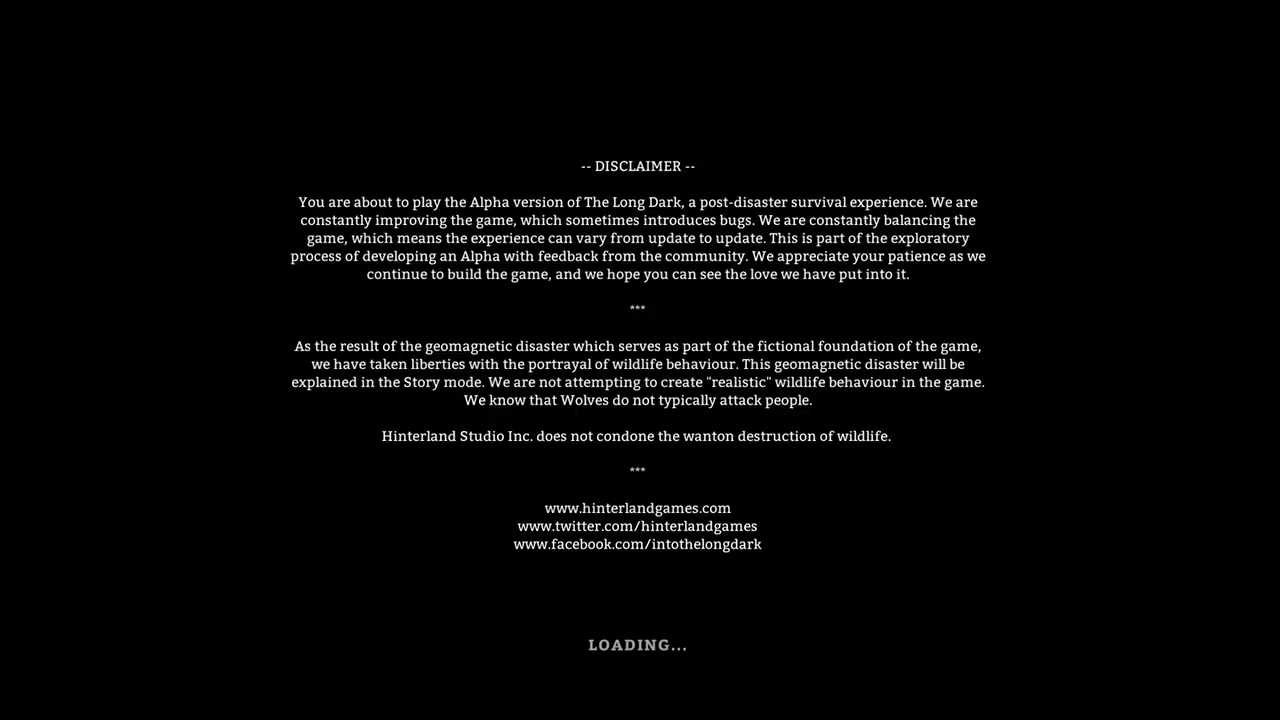 -- DISCLAIMER --
You are about to play the Alpha version of The Long Dark, a post-disaster survival experience. We are
constantly improving the game, which sometimes introduces bugs. We are constantly balancing the
game, which means the experience can vary from update to update. This is part of the exploratory
process of developing an Alpha with feedback from the community. We appreciate your patience as we
continue to build the game, and we hope you can see the love we have put into it.
***
As the result of the geomagnetic disaster which serves as part of the fictional foundation of the game,
we have taken liberties with the portrayal of wildlife behaviour. This geomagnetic disaster will be
explained in the Story mode. We are not attempting to create "realistic" wildlife behaviour in the game.
We know that Wolves do not typically attack people.
Hinterland Studio Inc. does not condone the wanton destruction of wildlife.
***
www.hinterlandgames.com
www.twitter.com/hinterlandgames
www.facebook.com/intothelongdark
LOADING...